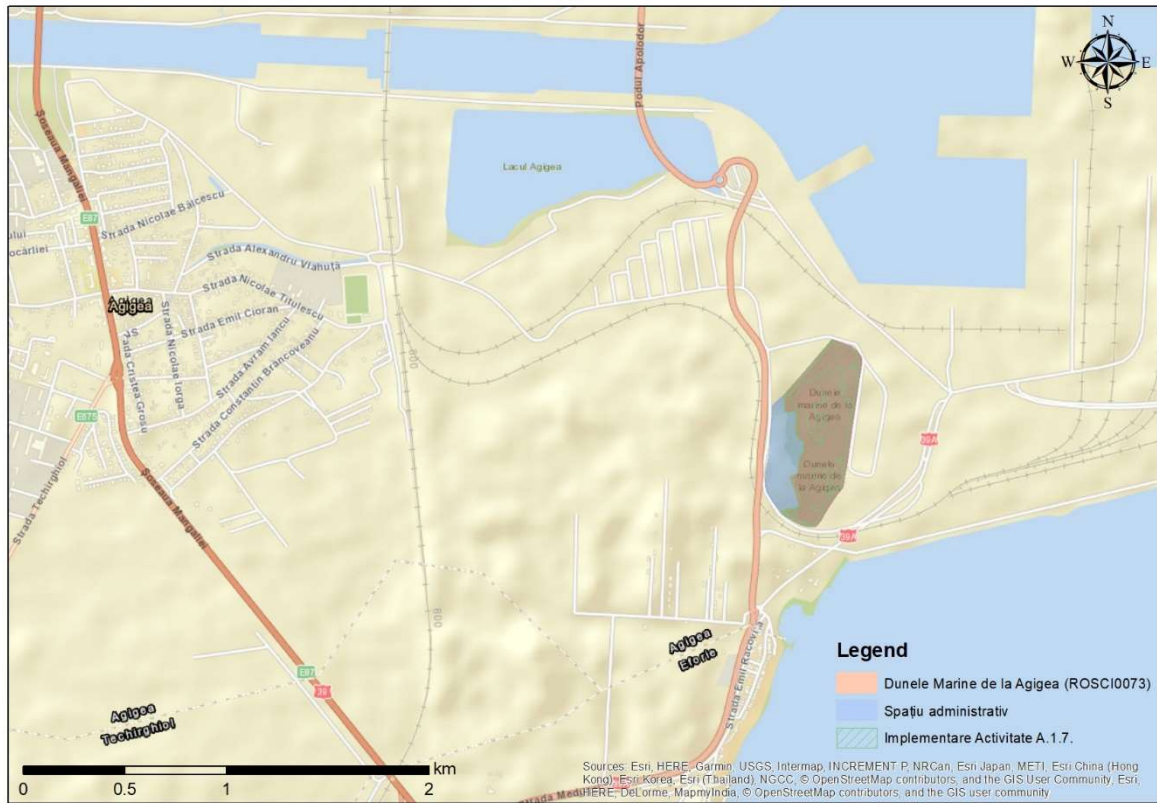 N
W E
S
Podul Apolodor
Șoseaua Mangaliei
Lacul Agigea
Strada Nicolae Bălcescu
E87
ului
ocârliei
Strada Alexandru Vlahuță
Strada Nicolae Titulescu
Agigea
Agigea
Strada Emil Cioran
Strada Avram Iancu
Strada Nicolae Iorga
Strada Constantin Brâncoveanu
800
Dunele
marine de la
Agigea
E675
39A
Dunele
marine de
la Agigea
Strada Techirghiol
Șoseaua Mangaliei
39A
800
Agigea
Eforie
Strada Emil Racoviță
E87
39
Agigea
Techirghiol
Legend
Dunele Marine de la Agigea (ROSCI0073)
Spațiu administrativ
Implementare Activitate A.1.7.
km
0 0.5 1 2
Sources: Esri, HERE, Garmin, USGS, Intermap, INCREMENT P, NRCan, Esri Japan, METI, Esri China (Hong
Kong), Esri Korea, Esri (Thailand), NGCC, © OpenStreetMap contributors, and the GIS User Community, Esri,
HERE, DeLorme, MapmyIndia, © OpenStreetMap contributors, and the GIS user community